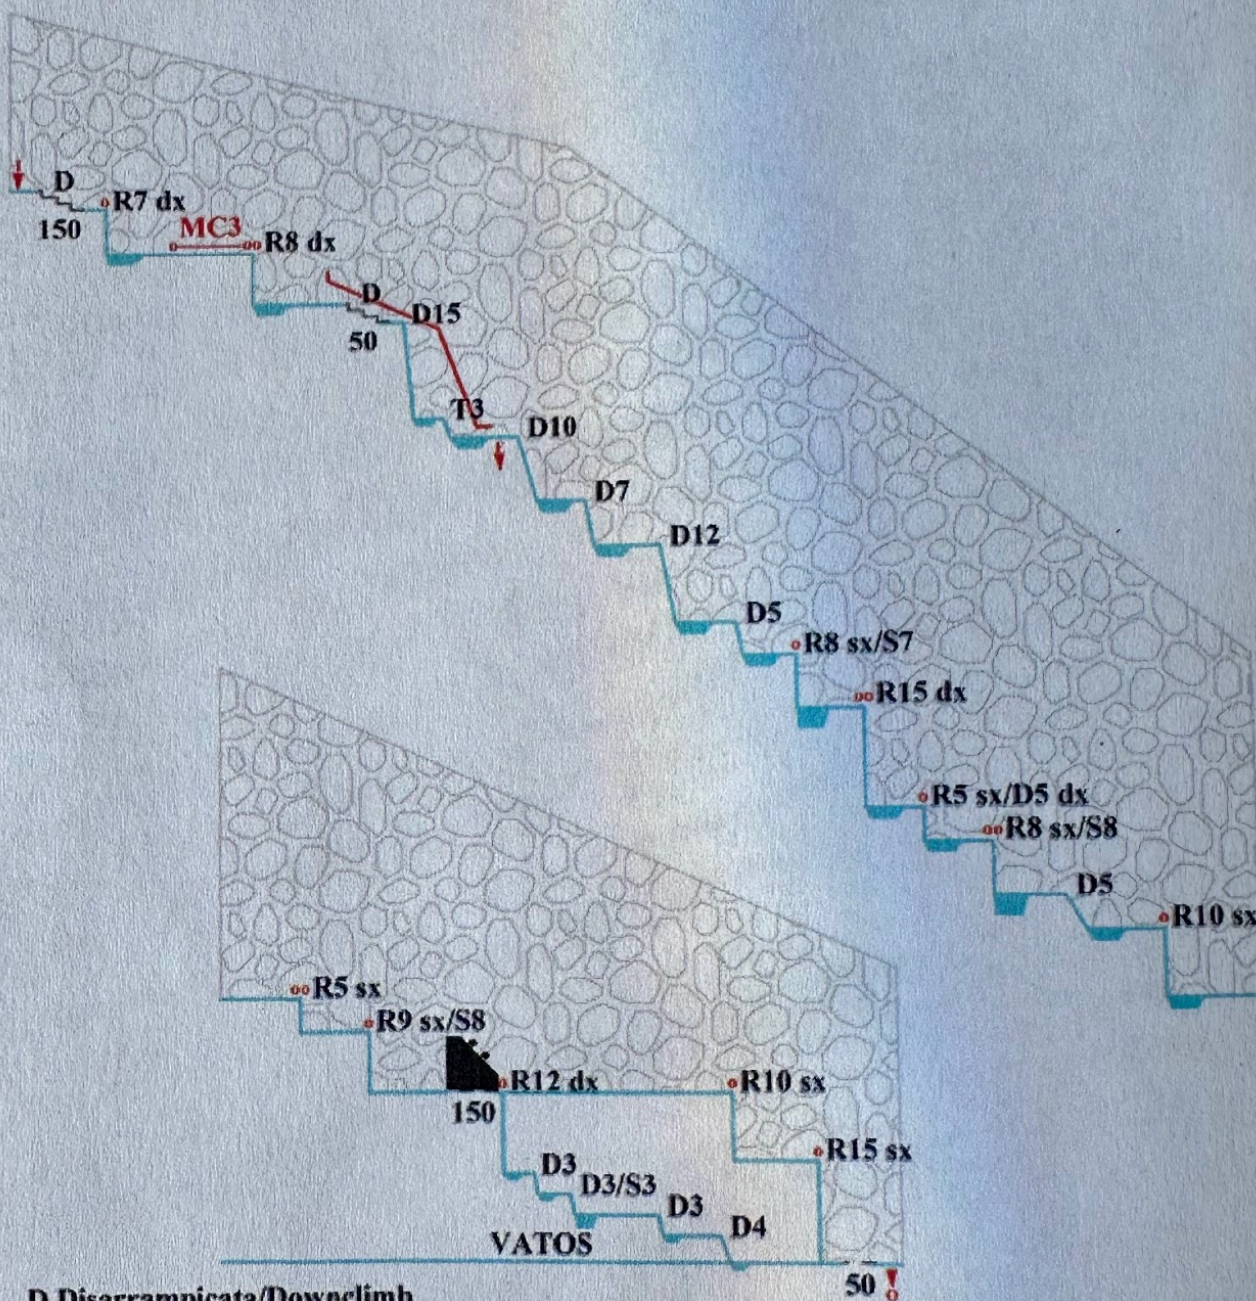 D
R7 dx
150
MC3
R8 dx
D
D15
50
T3
D10
D7
D12
D5
R8 sx/S7
R15 dx
R5 sx/D5 dx
R8 sx/S8
D5
R10 sx
R5 sx
R9 sx/S8
R12 dx
R10 sx
150
R15 sx
D3
D3/S3
D3
D4
VATOS
50
D Disarrampicata/Downclimb